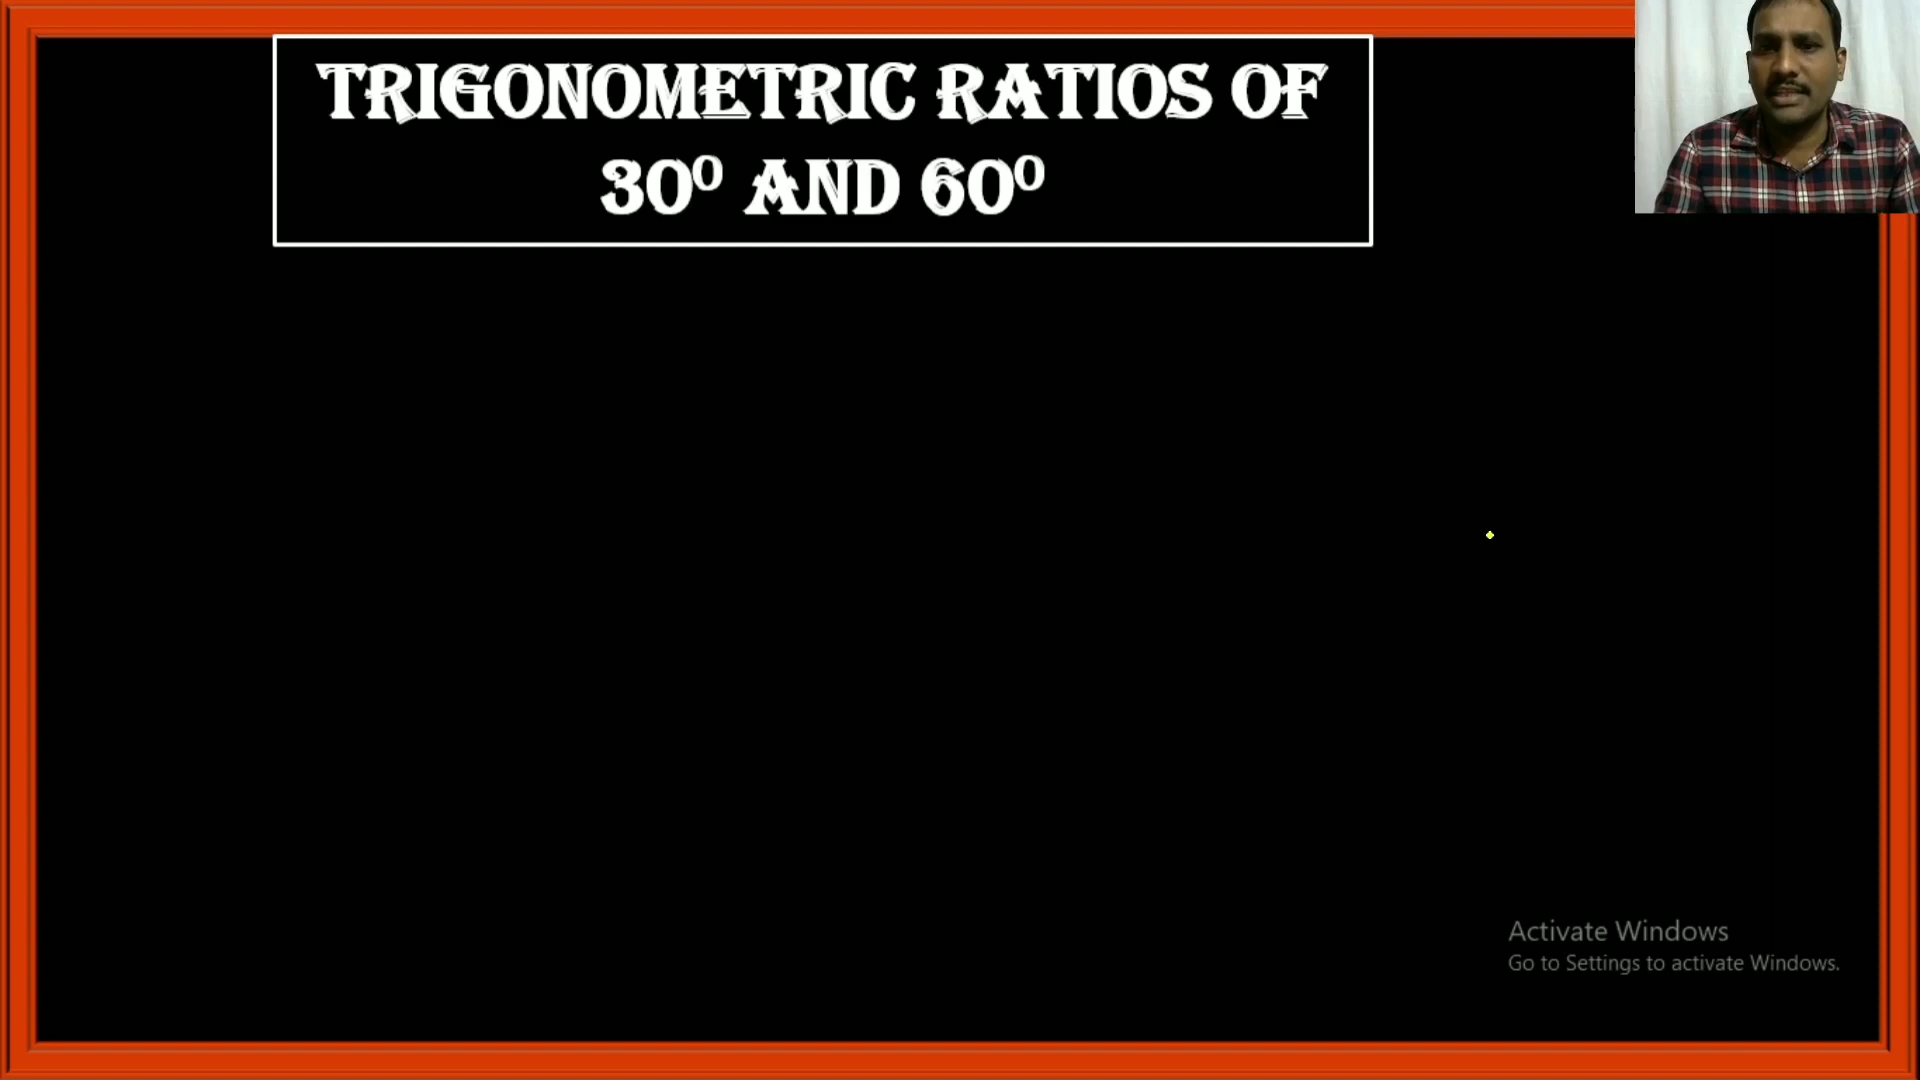 TRIGONOMETRIC RATIOS OF
30⁰ AND 60⁰
Activate Windows
Go to Settings to activate Windows.